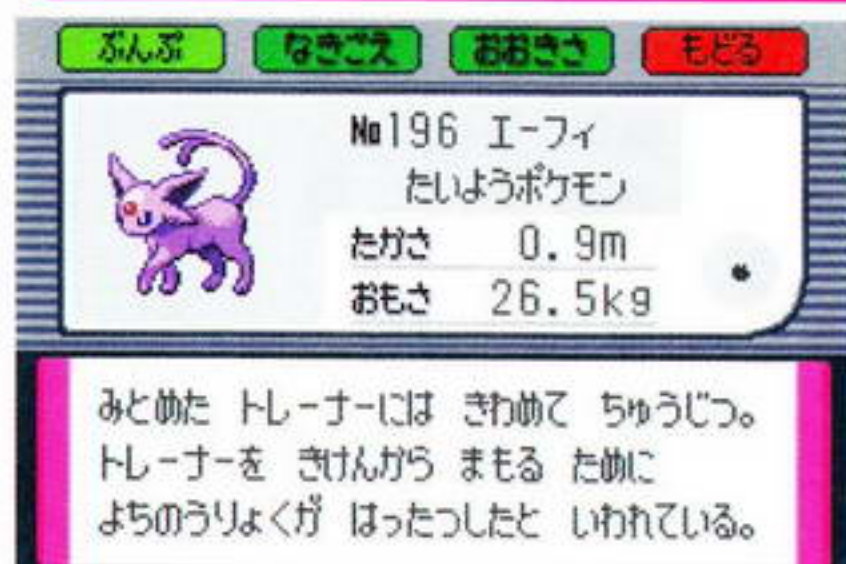 ぶんぷ なきごえ おおきさ もどる
№196 エーフィ
たいようポケモン
たかさ 0.9m
おもさ 26.5kg
みとめた トレーナーには きわめて ちゅうじつ。
トレーナーを きけんから まもる ために
よちのうりょくが はったつしたと いわれている。